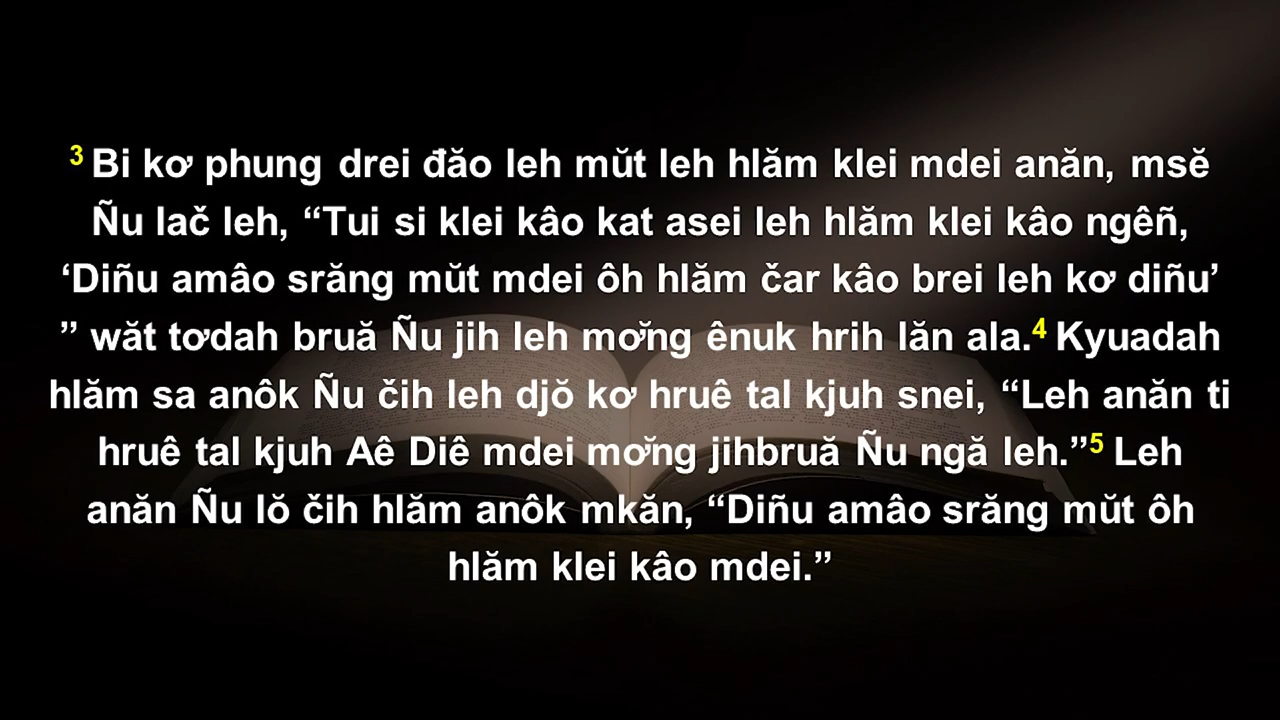 3 Bi kơ phung drei đăo leh mŭt leh hlăm klei mdei anăn, msĕ
Ñu lač leh, “Tui si klei kâo kat asei leh hlăm klei kâo ngêñ,
‘Diñu amâo srăng mŭt mdei ôh hlăm čar kâo brei leh kơ diñu’
” wăt tơdah bruă Ñu jih leh mơ̆ng ênuk hrih lăn ala.4 Kyuadah
hlăm sa anôk Ñu čih leh djŏ kơ hruê tal kjuh snei, “Leh anăn ti
hruê tal kjuh Aê Diê mdei mơ̆ng jihbruă Ñu ngă leh.”5 Leh
anăn Ñu lŏ čih hlăm anôk mkăn, “Diñu amâo srăng mŭt ôh
hlăm klei kâo mdei.”